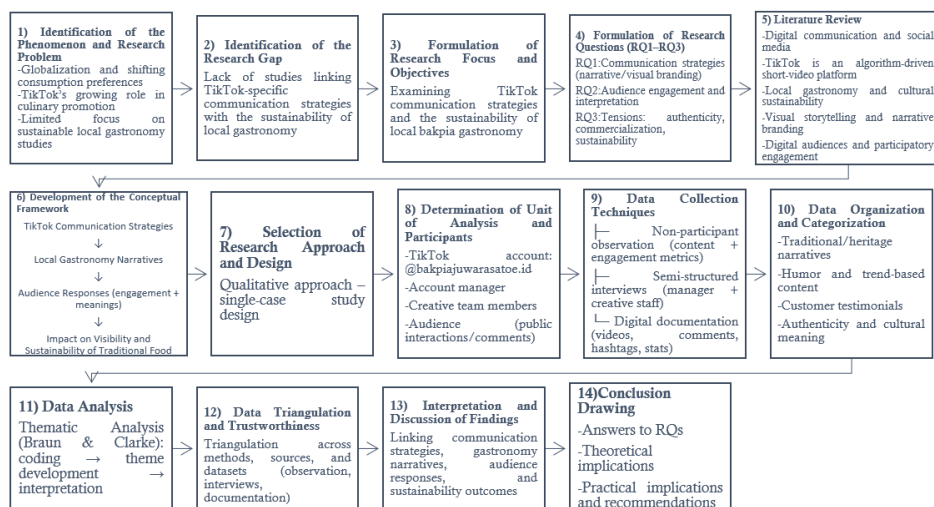 1) Identification of the
Phenomenon and Research
Problem
-Globalization and shifting
consumption preferences
-TikTok's growing role in
culinary promotion
-Limited focus on
sustainable local gastronomy
studies
2) Identification of the
Research Gap
Lack of studies linking
TikTok-specific
communication strategies
with the sustainability of
local gastronomy
3) Formulation of
Research Focus and
Objectives
Examining TikTok
communication strategies
and the sustainability of
local bakpia gastronomy
4) Formulation of Research
Questions (RQ1–RQ3)
RQ1:Communication strategies
(narrative/visual branding)
RQ2:Audience engagement and
interpretation
RQ3:Tensions: authenticity,
commercialization,
sustainability
5) Literature Review
-Digital communication and social
media
-TikTok is an algorithm-driven
short-video platform
-Local gastronomy and cultural
sustainability
-Visual storytelling and narrative
branding
-Digital audiences and participatory
engagement
6) Development of the Conceptual
Framework
TikTok Communication Strategies
↓
Local Gastronomy Narratives
↓
Audience Responses (engagement +
meanings)
↓
Impact on Visibility and
Sustainability of Traditional Food
7) Selection of
Research Approach
and Design
Qualitative approach –
single-case study
design
8) Determination of Unit
of Analysis and
Participants
-TikTok account:
@bakpiajuwarasatoe.id
-Account manager
-Creative team members
-Audience (public
interactions/comments)
9) Data Collection
Techniques
├─ Non-participant
observation (content +
engagement metrics)
├─ Semi-structured
interviews (manager +
creative staff)
└─ Digital documentation
(videos, comments,
hashtags, stats)
10) Data Organization
and Categorization
-Traditional/heritage
narratives
-Humor and trend-based
content
-Customer testimonials
-Authenticity and cultural
meaning
11) Data Analysis
Thematic Analysis
(Braun & Clarke):
coding → theme
development →
interpretation
12) Data Triangulation
and Trustworthiness
Triangulation across
methods, sources, and
datasets (observation,
interviews,
documentation)
13) Interpretation and
Discussion of Findings
Linking communication
strategies, gastronomy
narratives, audience
responses, and
sustainability outcomes
14)Conclusion
Drawing
-Answers to RQs
-Theoretical
implications
-Practical implications
and recommendations